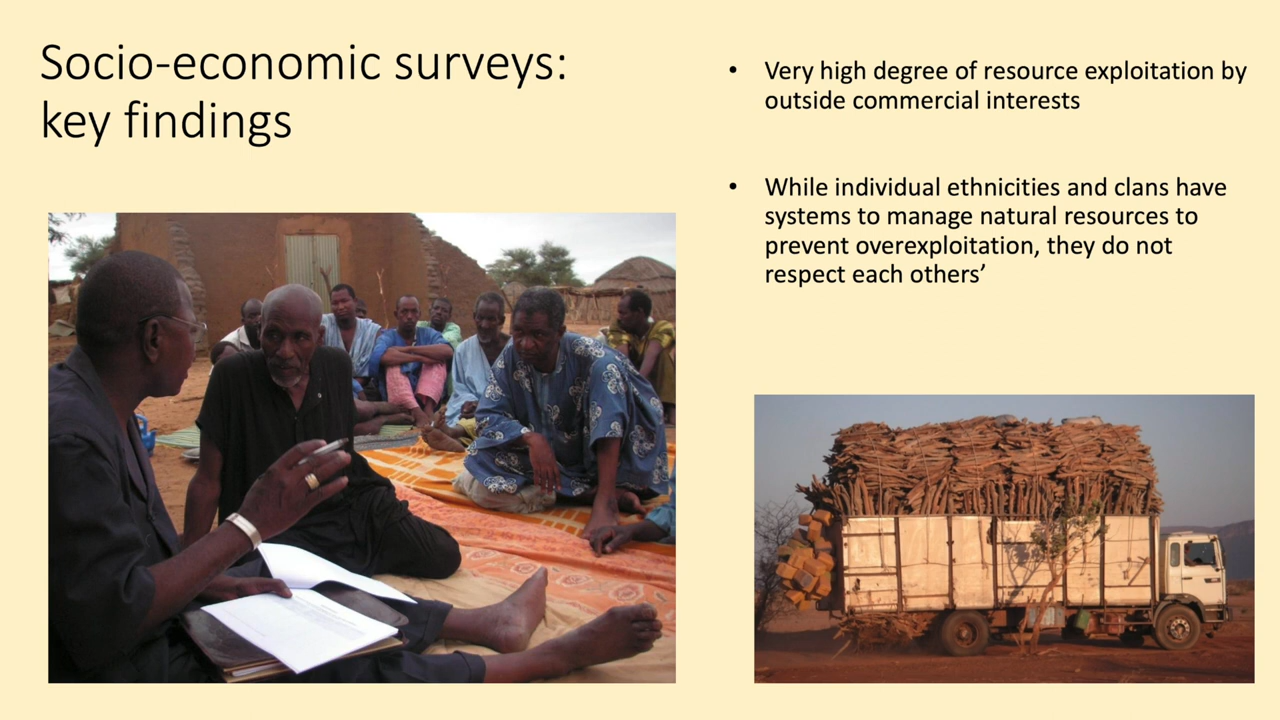 Socio-economic surveys:
key findings
• Very high degree of resource exploitation by
outside commercial interests
• While individual ethnicities and clans have
systems to manage natural resources to
prevent overexploitation, they do not
respect each others’